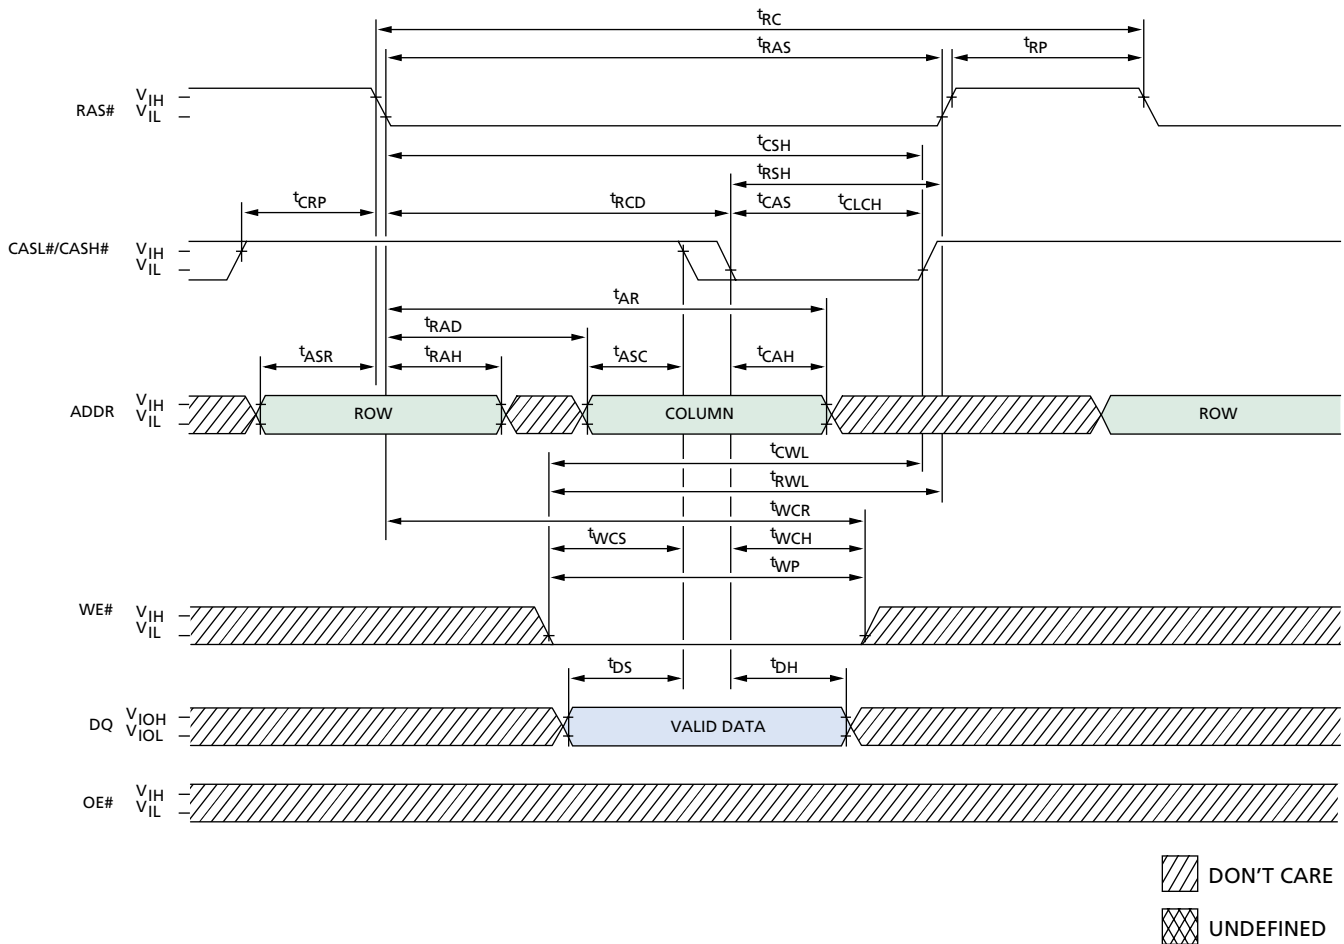 tRC
tRAS
tRP
RAS#
VIH
VIL
tCSH
tRSH
tCRP
tRCD
tCAS
tCLCH
CASL#/CASH#
VIH
VIL
tAR
tRAD
tASR
tRAH
tASC
tCAH
ADDR
VIH
VIL
ROW
COLUMN
ROW
tCWL
tRWL
tWCR
tWCS
tWCH
tWP
WE#
VIH
VIL
tDS
tDH
DQ
VIOH
VIOL
VALID DATA
OE#
VIH
VIL
DON'T CARE
UNDEFINED